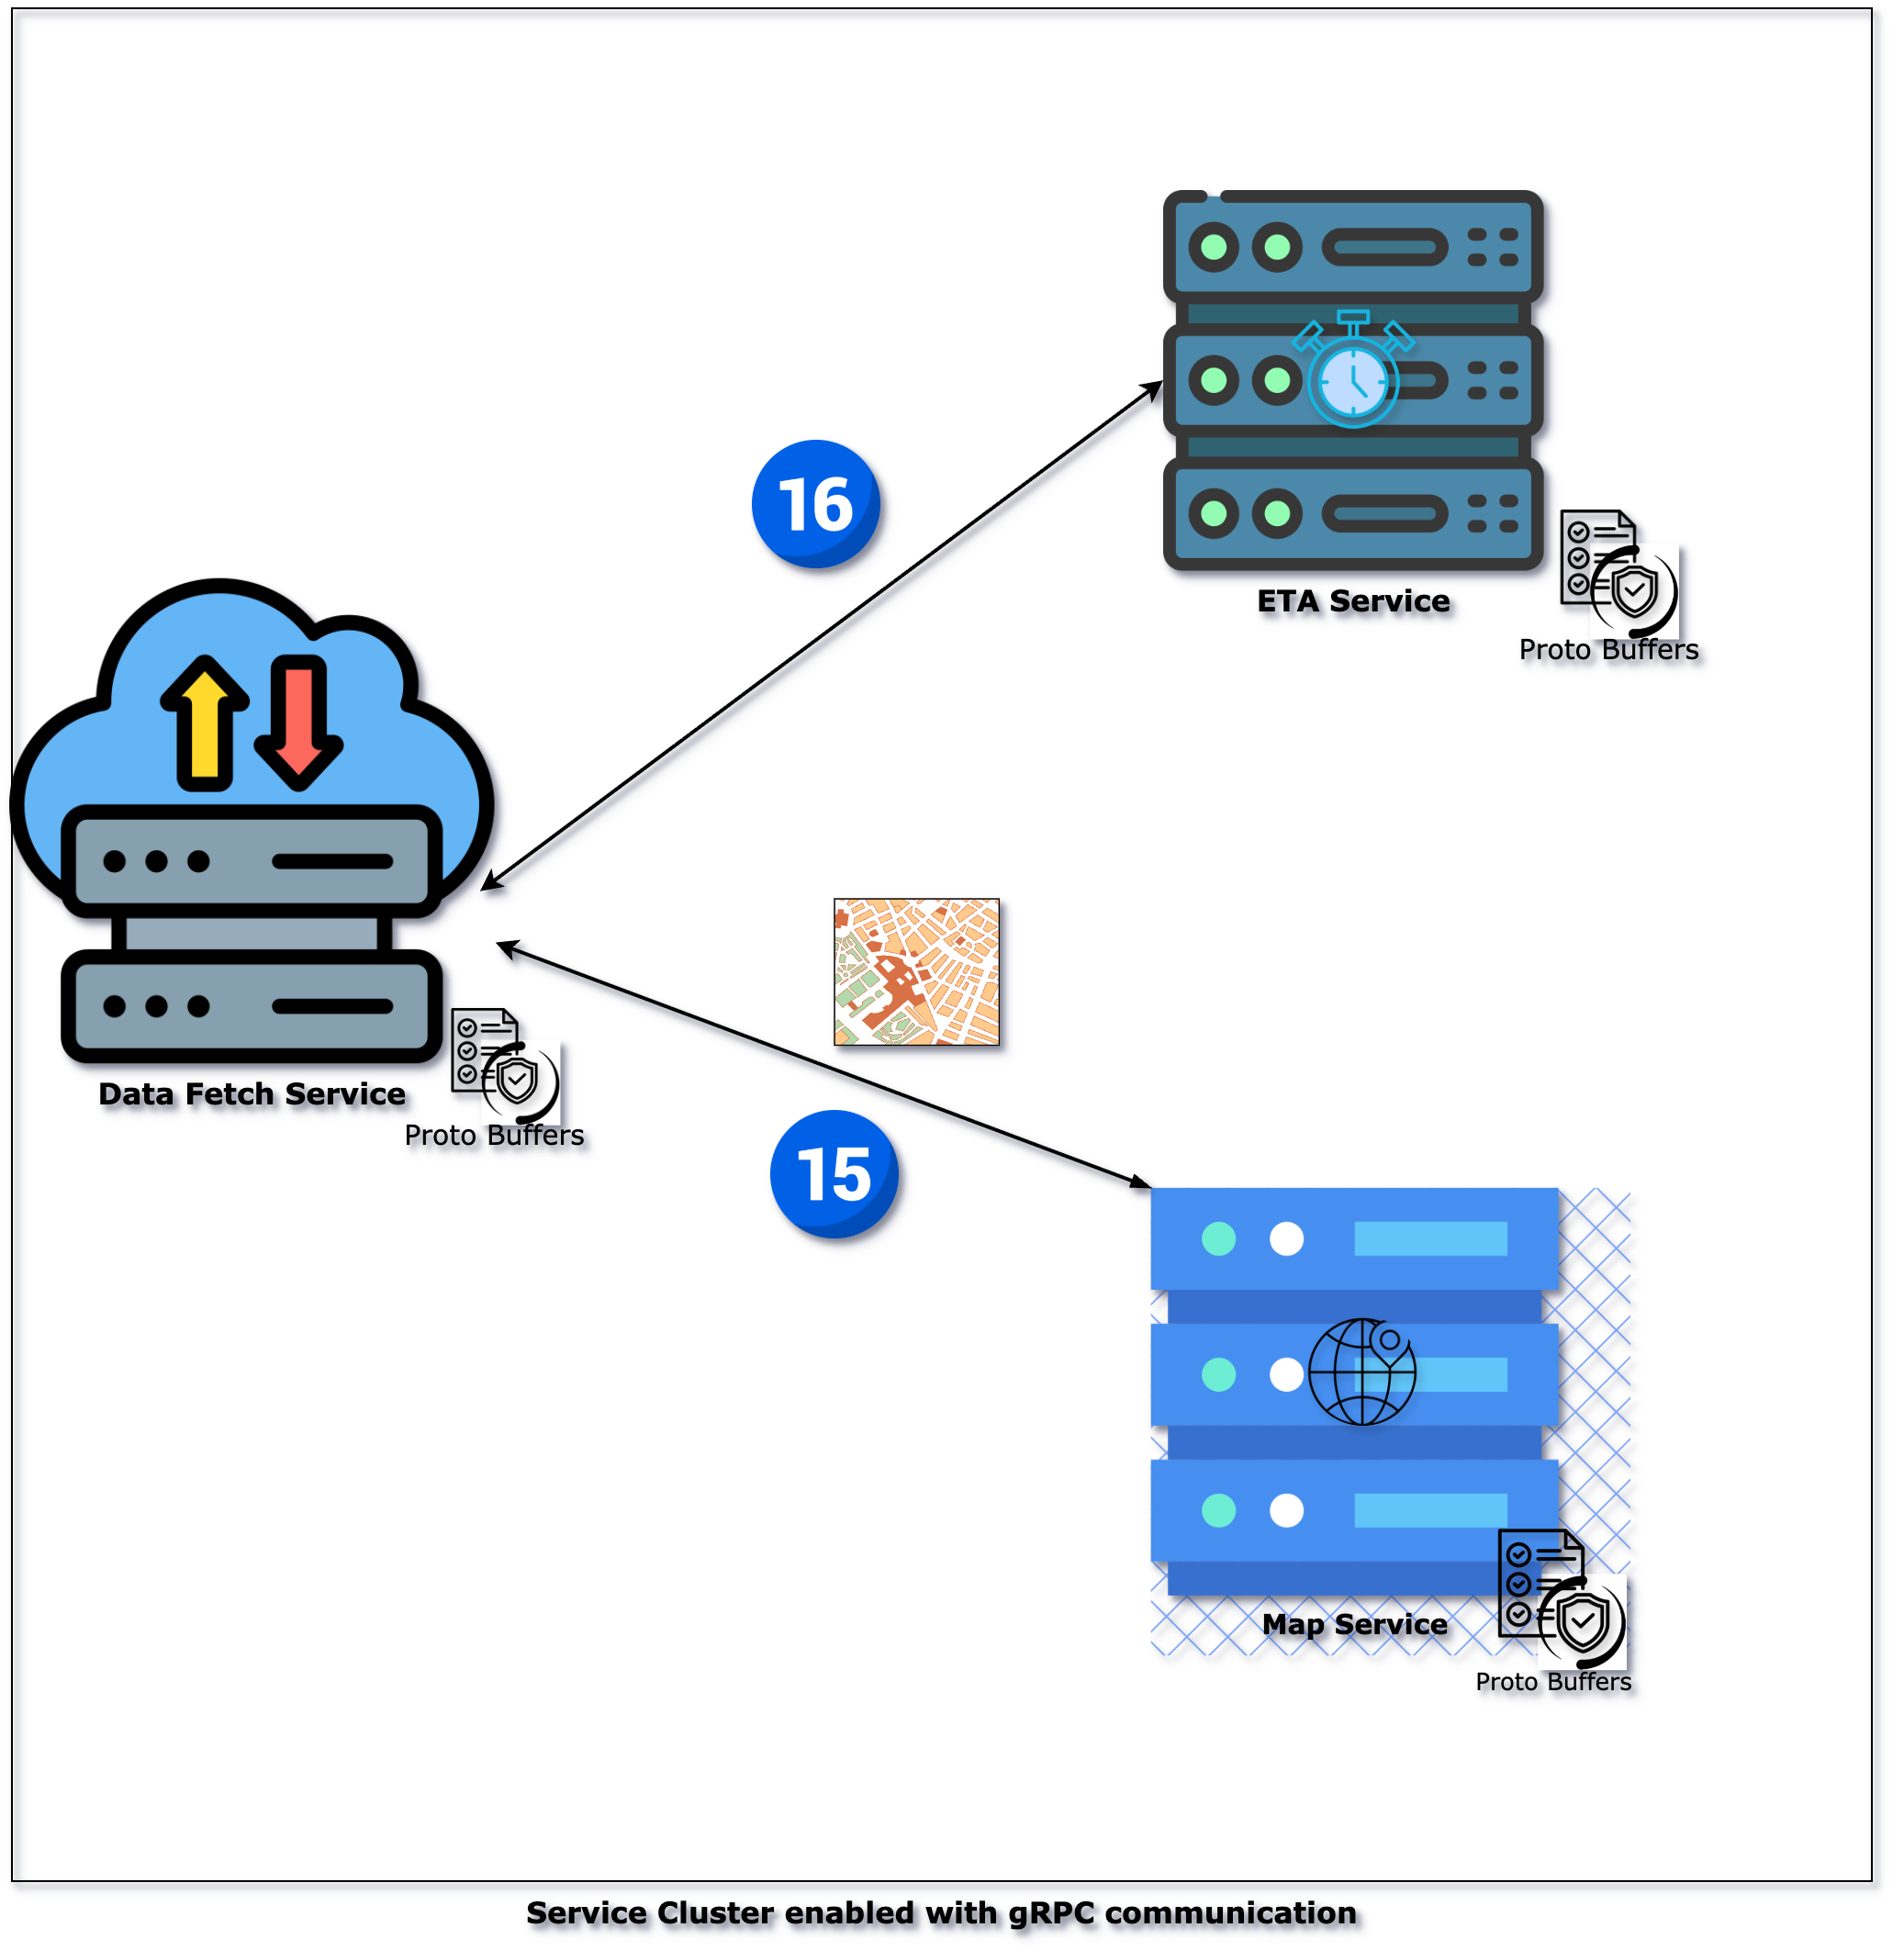 16
ETA Service
Proto Buffers
Data Fetch Service
Proto Buffers
15
Map Service
Proto Buffers
Service Cluster enabled with gRPC communication